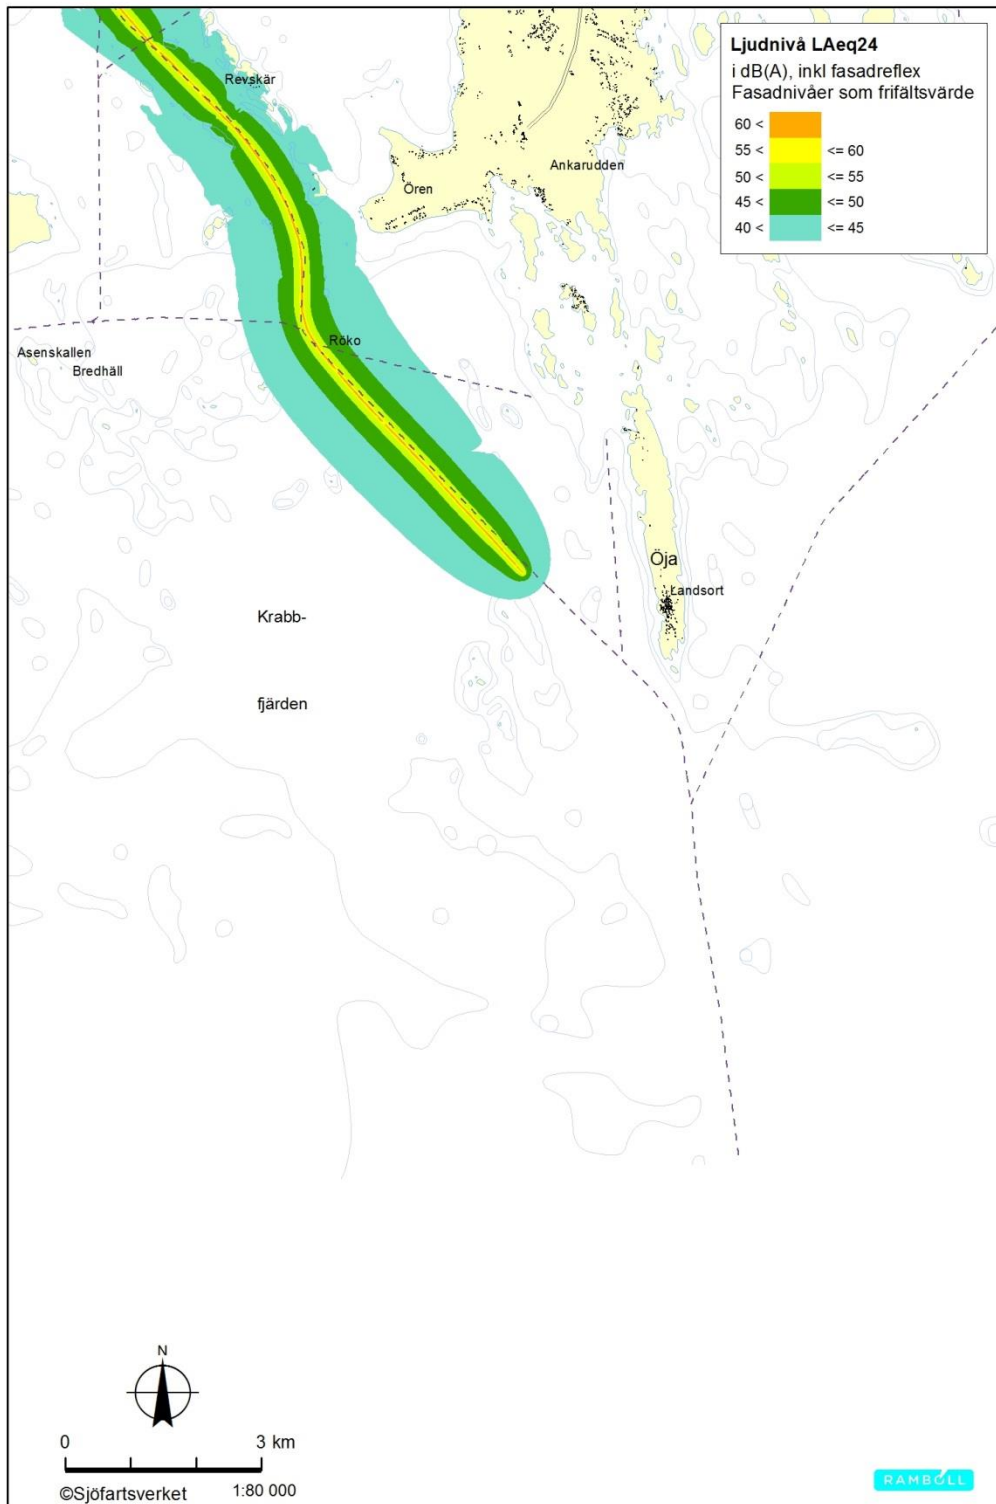 Ljudnivå LAeq24
i dB(A), inkl fasadreflex
Fasadnivåer som frifältsvärde
60 <
55 < <= 60
50 < <= 55
45 < <= 50
40 < <= 45
Revskär
Ankarudden
Ören
Röko
Asenskallen
Bredhäll
Öja
Landsort
Krabb-
fjärden
N
0 3 km
©Sjöfartsverket 1:80 000
RAMBÖLL